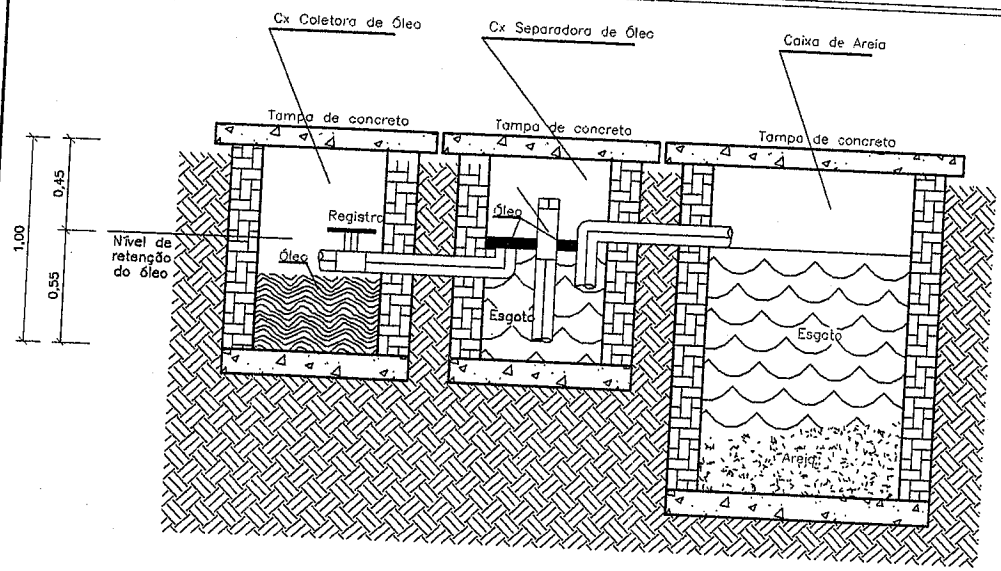 Cx Coletora de Óleo
Cx Separadora de Óleo
Caixa de Areia
Tampa de concreto
Tampa de concreto
Tampa de concreto
1,00
0,45
0,55
Nível de
retenção
do óleo
Registro
Óleo
Óleo
Esgoto
Esgoto
Areia